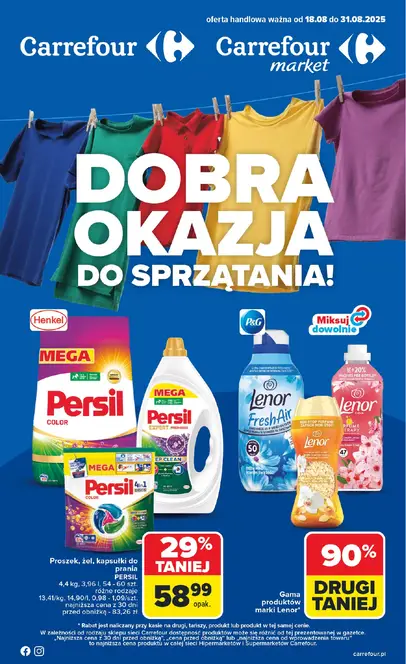 oferta handlowa ważna od 18.08 do 31.08.2025
Carrefour
Carrefour
market
DOBRA
OKAZJA
DO SPRZĄTANIA!
Henkel
P&G
Miksuj
dowolnie
MEGA
Persil
COLOR
MEGA
Persil
EXPERT
DEEP CLEAN
MEGA
Persil
COLOR
4in1
Lenor
Fresh Air
50
Lenor
Lenor
47
Proszek, żel, kapsułki do
prania
PERSIL
4,4 kg, 3,96 l, 54 - 60 szt.
różne rodzaje
13,41/kg, 14,90/l, 0,98 - 1,09/szt.
najniższa cena z 30 dni
przed obniżką - 83,26 zł
29%
TANIEJ
58 99
opak.
Gama
produktów
marki Lenor*
90%
DRUGI
TANIEJ
* Rabat jest naliczany przy kasie na drugi, tańszy, produkt lub produkt w tej samej cenie.
W zależności od rodzaju sklepu sieci Carrefour dostępność produktów może się różnić od tej prezentowanej w gazetce.
„Najniższa cena z 30 dni przed obniżką", „cena przed obniżką" lub „najniższa cena od wprowadzenia towaru"
to najniższa cena produktu w całej sieci Hipermarketów i Supermarketów Carrefour.
carrefour.pl